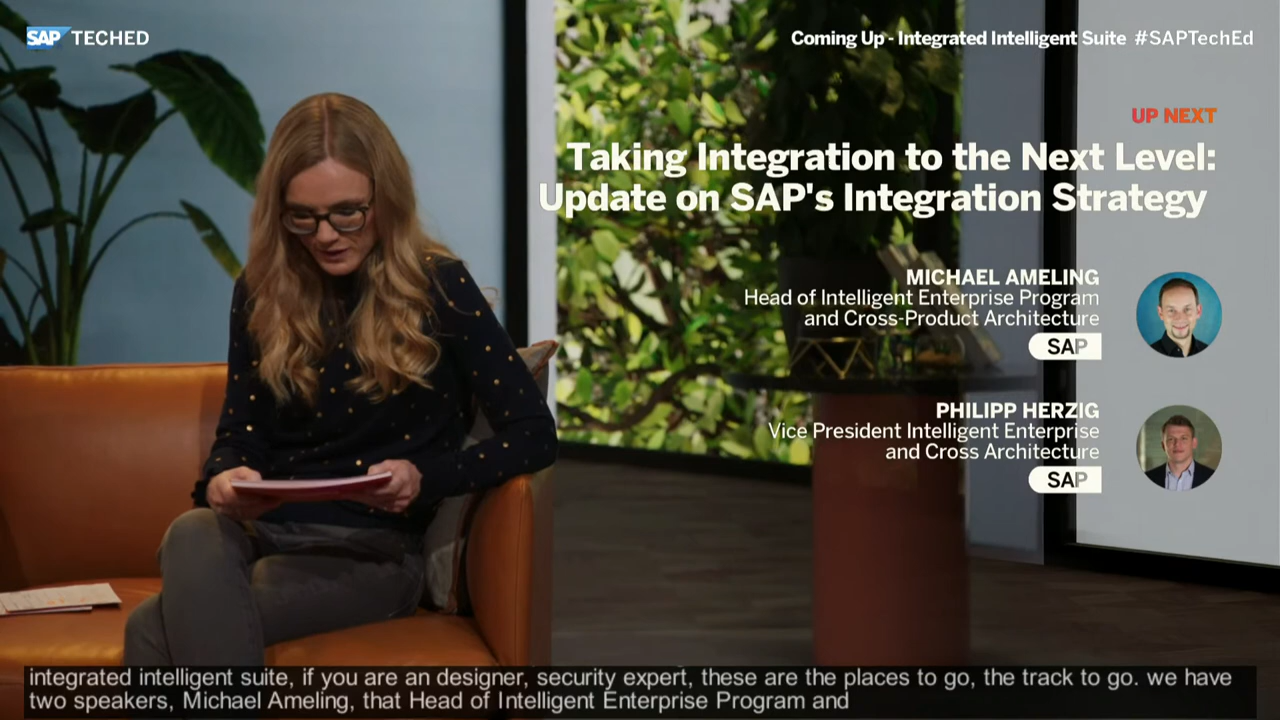 SAP TECHED
Coming Up - Integrated Intelligent Suite #SAPTechEd
UP NEXT
Taking Integration to the Next Level:
Update on SAP's Integration Strategy
MICHAEL AMELING
Head of Intelligent Enterprise Program
and Cross-Product Architecture
SAP
PHILIPP HERZIG
Vice President Intelligent Enterprise
and Cross Architecture
SAP
integrated intelligent suite, if you are an designer, security expert, these are the places to go, the track to go. we have
two speakers, Michael Ameling, that Head of Intelligent Enterprise Program and